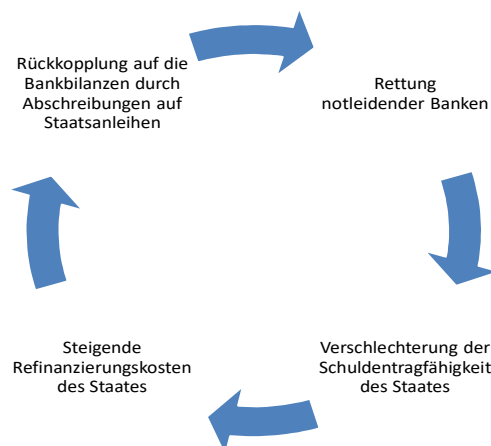 Rückkopplung auf die
Bankbilanzen durch
Abschreibungen auf
Staatsanleihen
Rettung
notleidender Banken
Verschlechterung der
Schuldentragfähigkeit
des Staates
Steigende
Refinanzierungskosten
des Staates